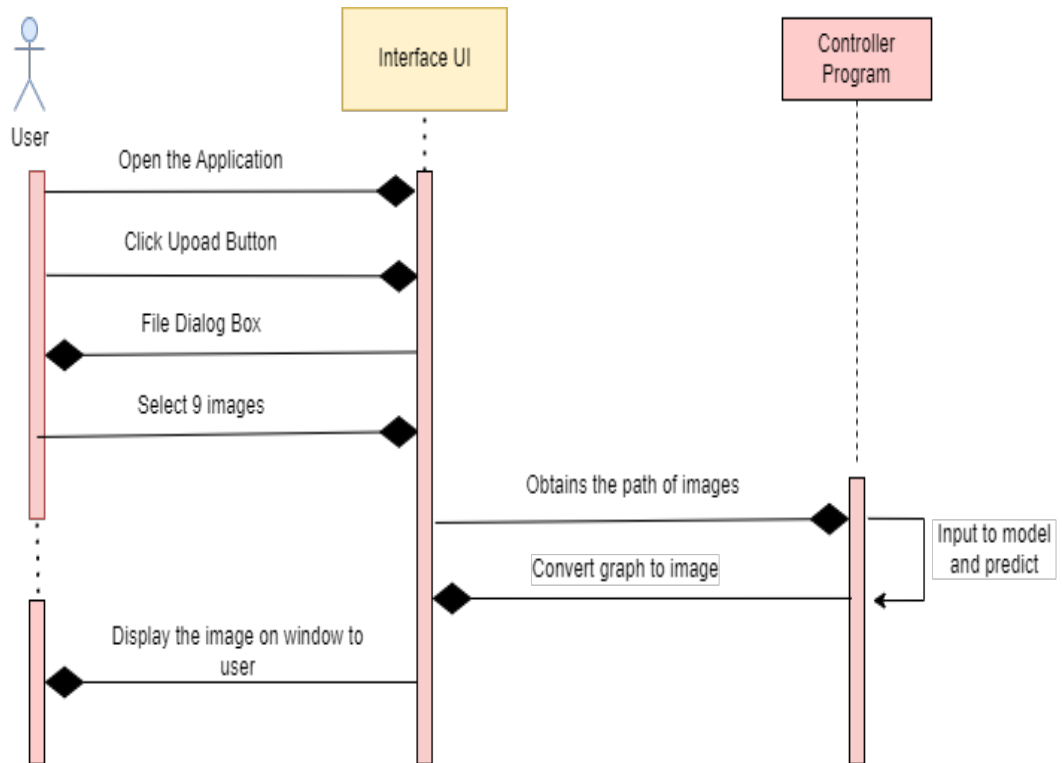 Interface UI
Controller
Program
User
Open the Application
Click Upoad Button
File Dialog Box
Select 9 images
Obtains the path of images
Input to model
and predict
Convert graph to image
Display the image on window to
user